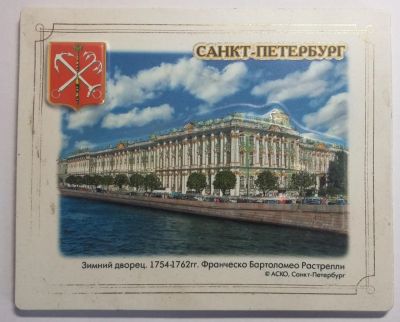 САНКТ-ПЕТЕРБУРГ
Зимний дворец. 1754-1762гг. Франческо Бартоломео Растрелли
© АСКО, Санкт-Петербург